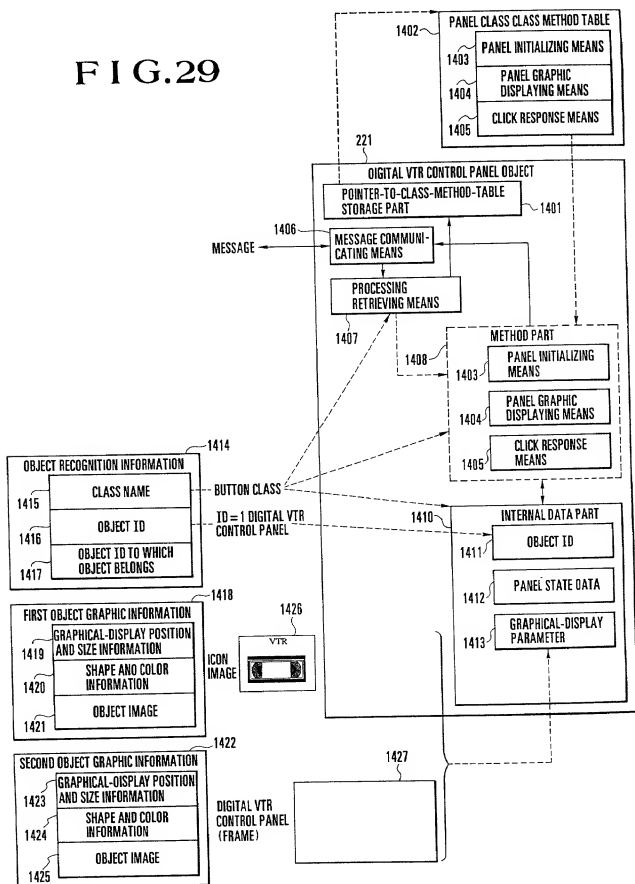 FIG.29
PANEL CLASS CLASS METHOD TABLE
1402
1403
PANEL INITIALIZING MEANS
1404
PANEL GRAPHIC
DISPLAYING MEANS
1405
CLICK RESPONSE MEANS
221
OIGITAL VTR CONTROL PANEL OBJECT
POINTER-TO-CLASS-METHOD-TABLE
STORAGE PART
1401
1406
MESSAGE
MESSAGE COMMUNI-
CATING MEANS
PROCESSING
RETRIEVING MEANS
1407
METHOD PART
1408
PANEL INITIALIZING
MEANS
1403
PANEL GRAPHIC
DISPLAYING MEANS
1404
CLICK RESPONSE
MEANS
1405
1414
OBJECT RECOGNITION INFORMATION
1415
CLASS NAME
BUTTON CLASS
1416
OBJECT ID
ID=1 DIGITAL VTR
CONTROL PANEL
1417
OBJECT ID TO WHICH
OBJECT BELONGS
1410
INTERNAL DATA PART
1411
OBJECT ID
1412
PANEL STATE DATA
1413
GRAPHICAL-DISPLAY
PARAMETER
1418
FIRST OBJECT GRAPHIC INFORMATION
1419
GRAPHICAL-DISPLAY POSITION
AND SIZE INFORMATION
1420
SHAPE ANO COLOR
INFORMATION
1421
OBJECT IMAGE
ICON
IMAGE
1426
VTR
1422
SECOND OBJECT GRAPHIC INFORMATION
1423
GRAPHICAL-OISPLAY POSITION
AND SIZE INFORMATION
1424
SHAPE AND COLOR
INFORMATION
1425
OBJECT IMAGE
DIGITAL VTR
CONTROL PANEL
(FRAME)
1427